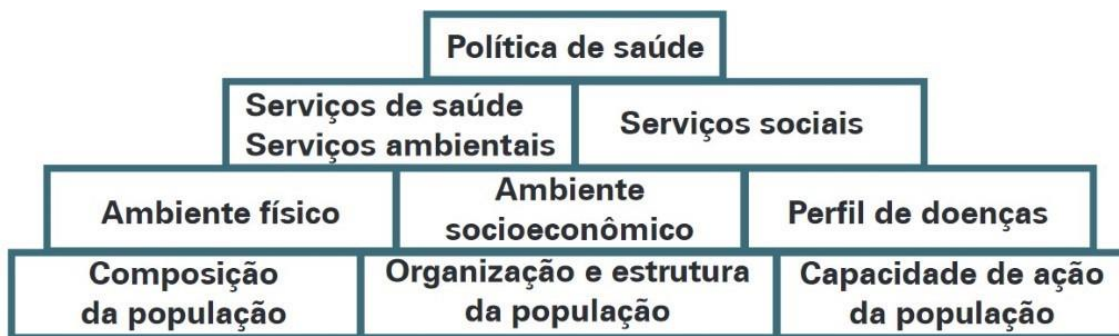 Política de saúde
Serviços de saúde
Serviços ambientais
Serviços sociais
Ambiente físico
Ambiente
socioeconômico
Perfil de doenças
Composição
da população
Organização e estrutura
da população
Capacidade de ação
da população